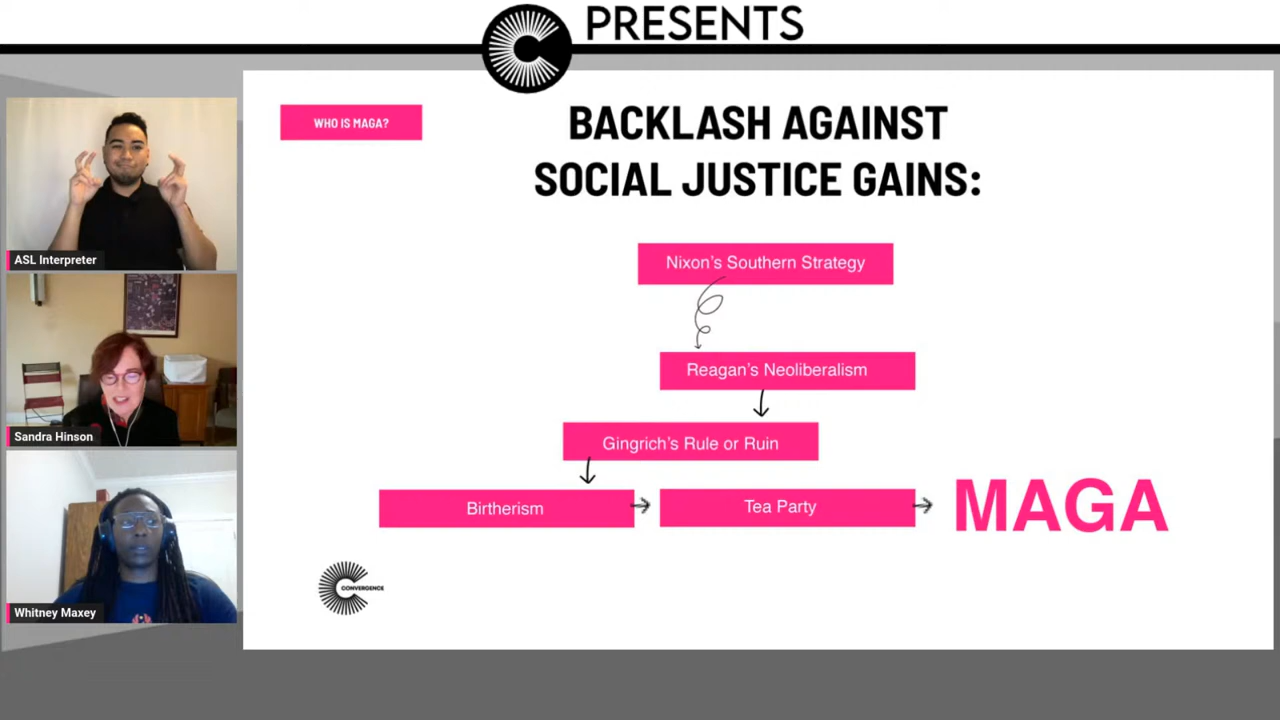 PRESENTS
WHO IS MAGA?
BACKLASH AGAINST
SOCIAL JUSTICE GAINS:
Nixon's Southern Strategy
Reagan's Neoliberalism
Gingrich's Rule or Ruin
Birtherism
Tea Party
MAGA
CONVERGENCE
ASL Interpreter
Sandra Hinson
Whitney Maxey